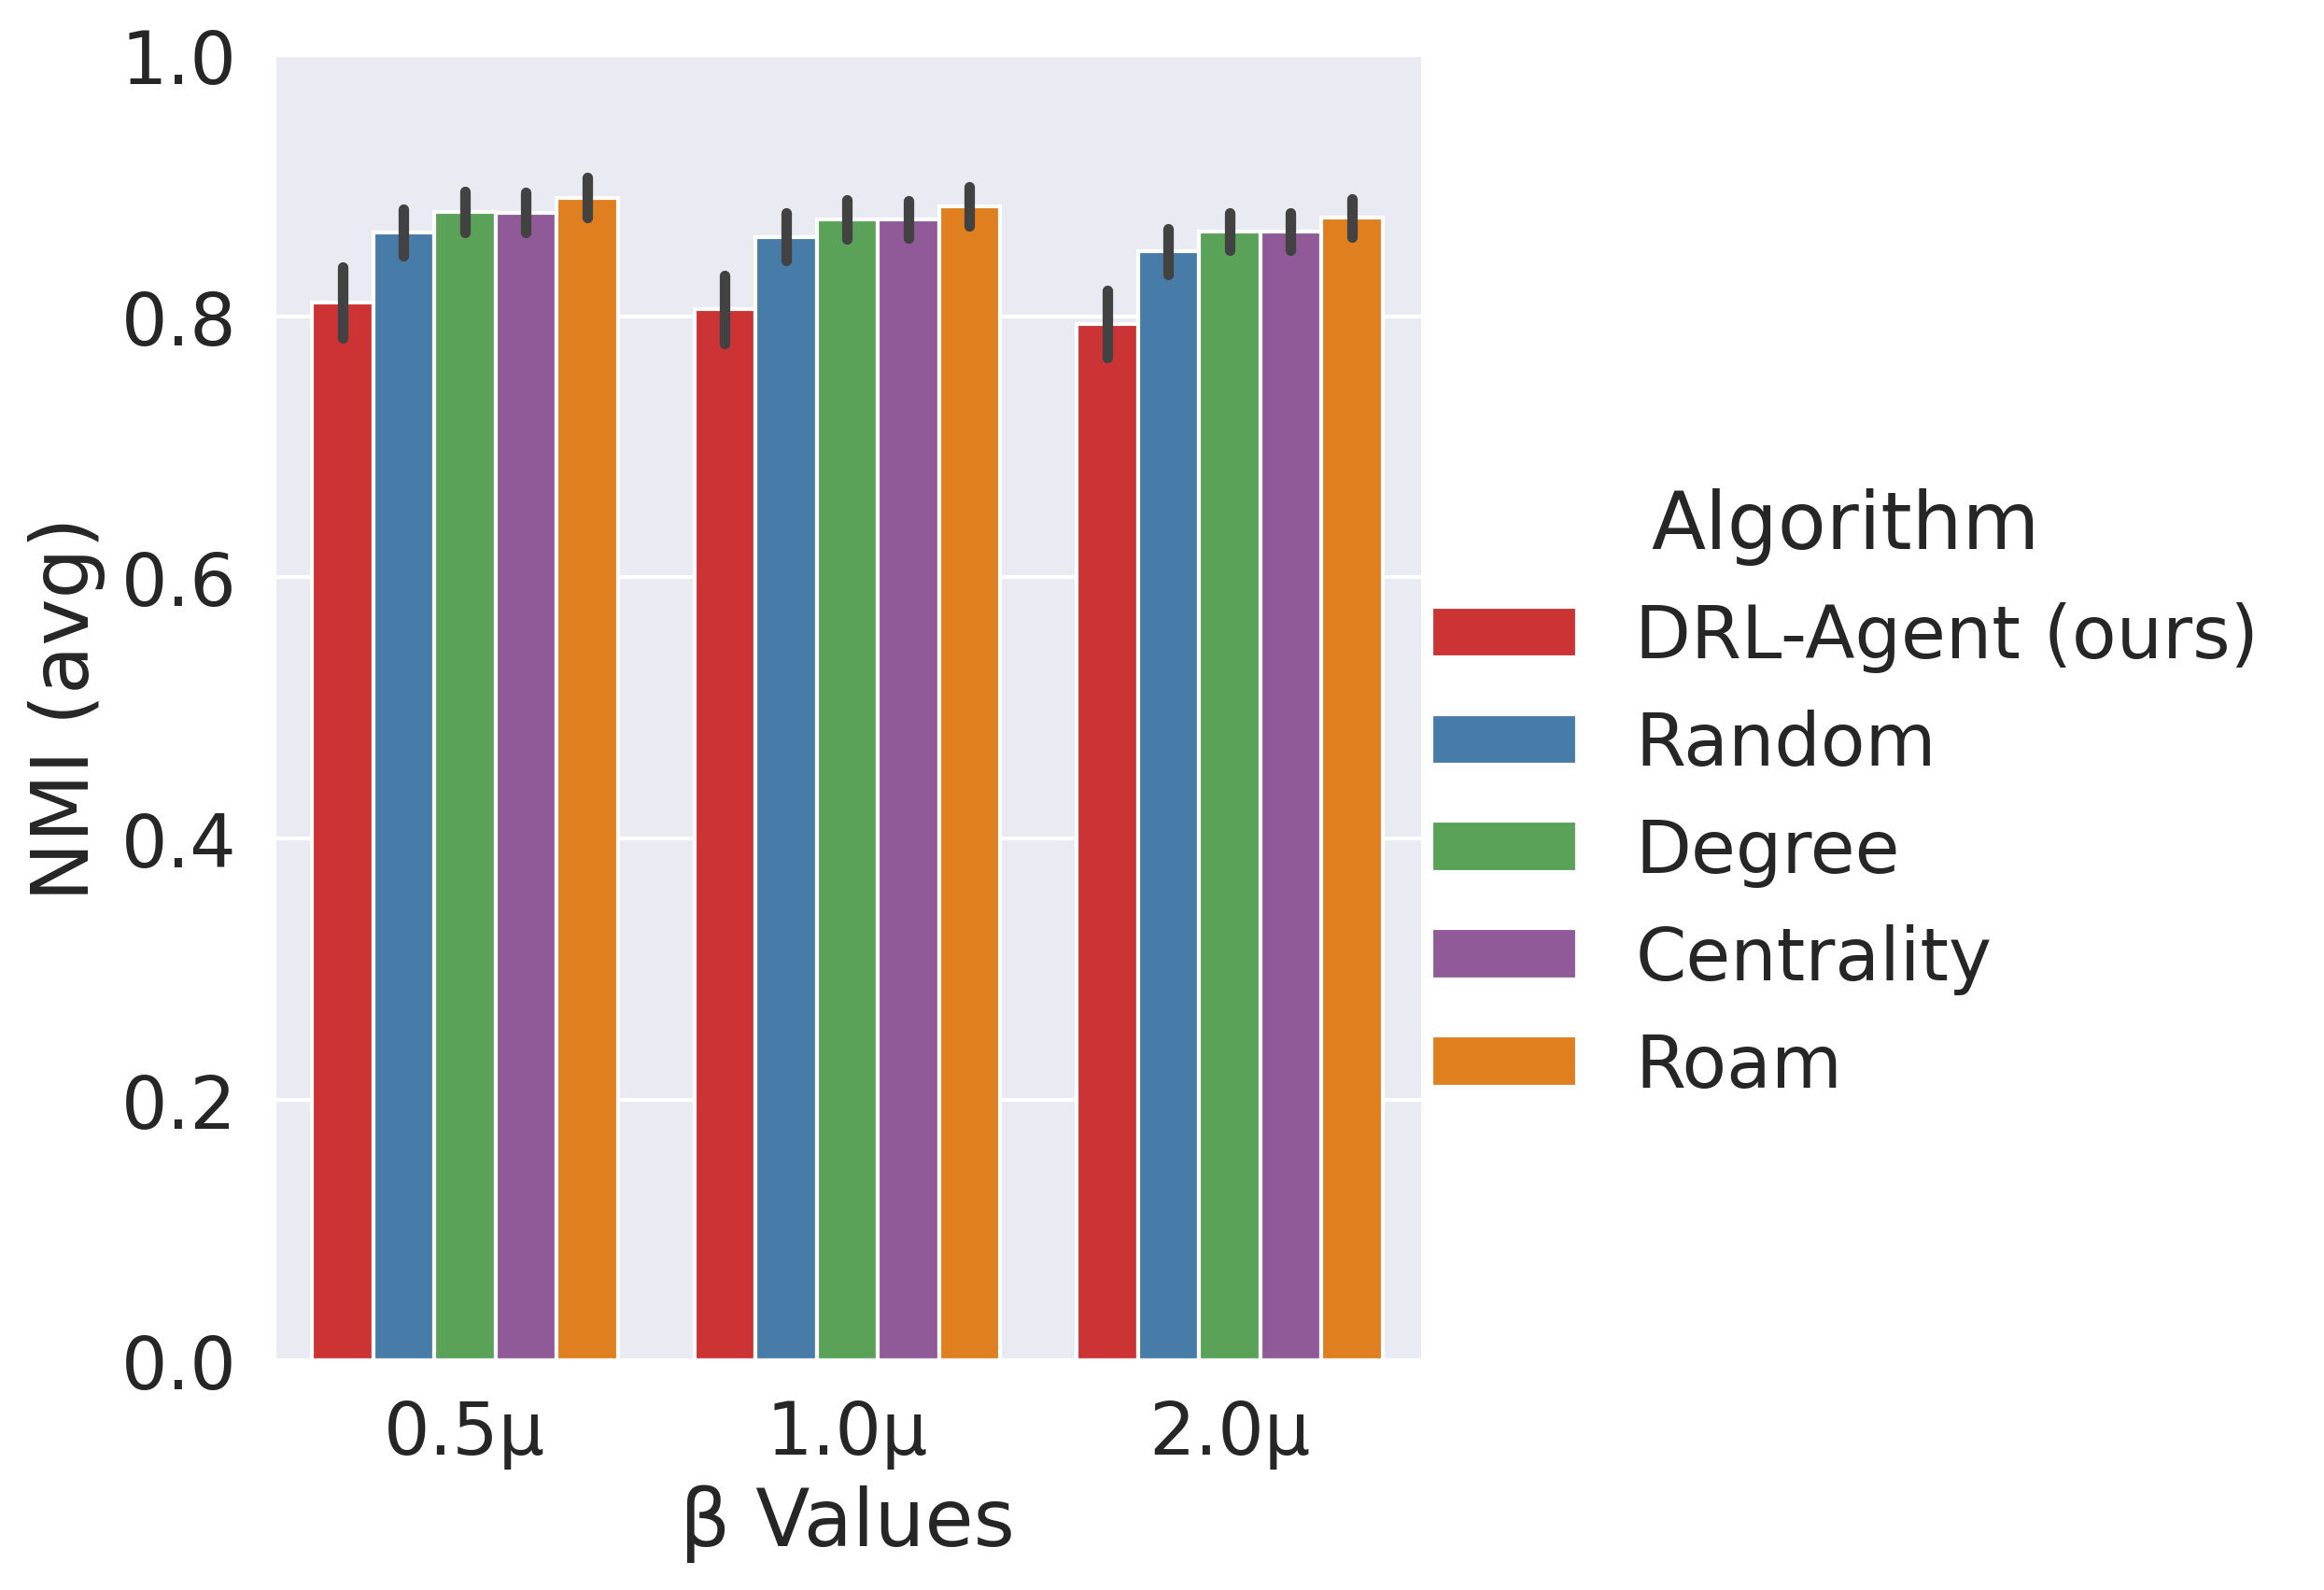 1.0
0.8
0.6
0.4
0.2
0.0
NMI (avg)
0.5μ 1.0μ 2.0μ
β Values
Algorithm
DRL-Agent (ours)
Random
Degree
Centrality
Roam